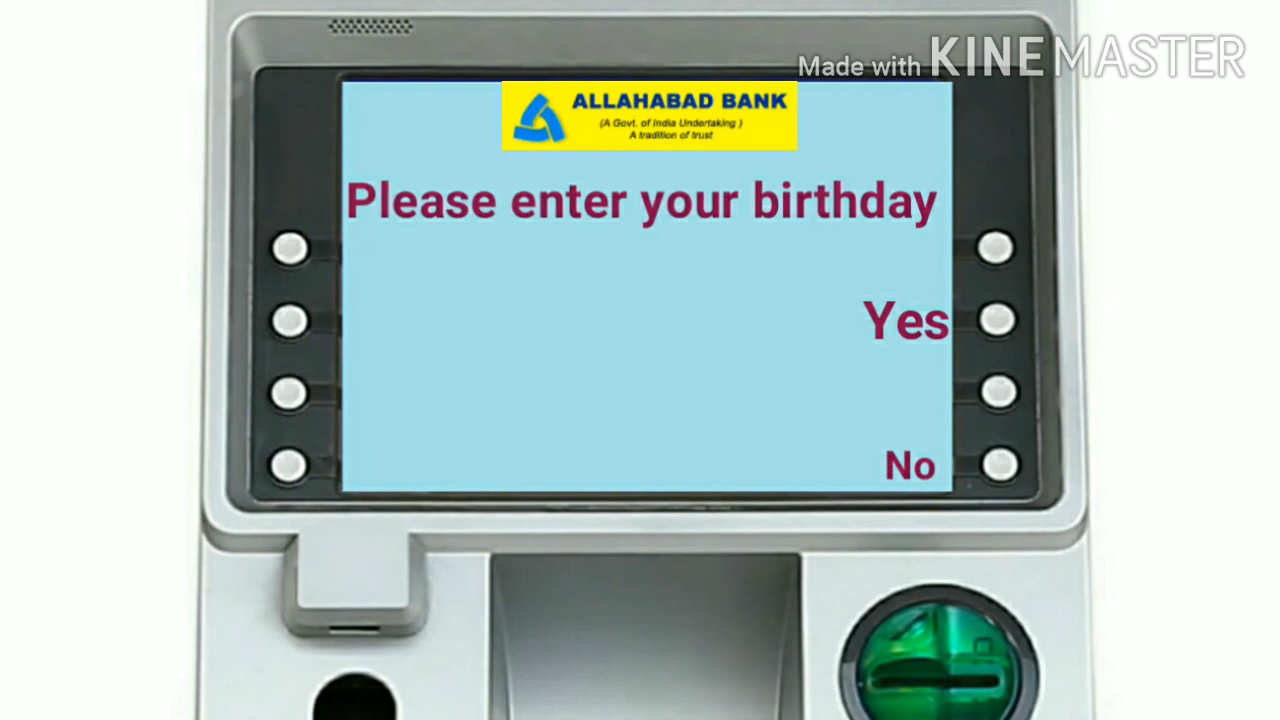 Made with KINEMASTER
ALLAHABAD BANK
(A Govt. of India Undertaking )
A tradition of trust
Please enter your birthday
Yes
No